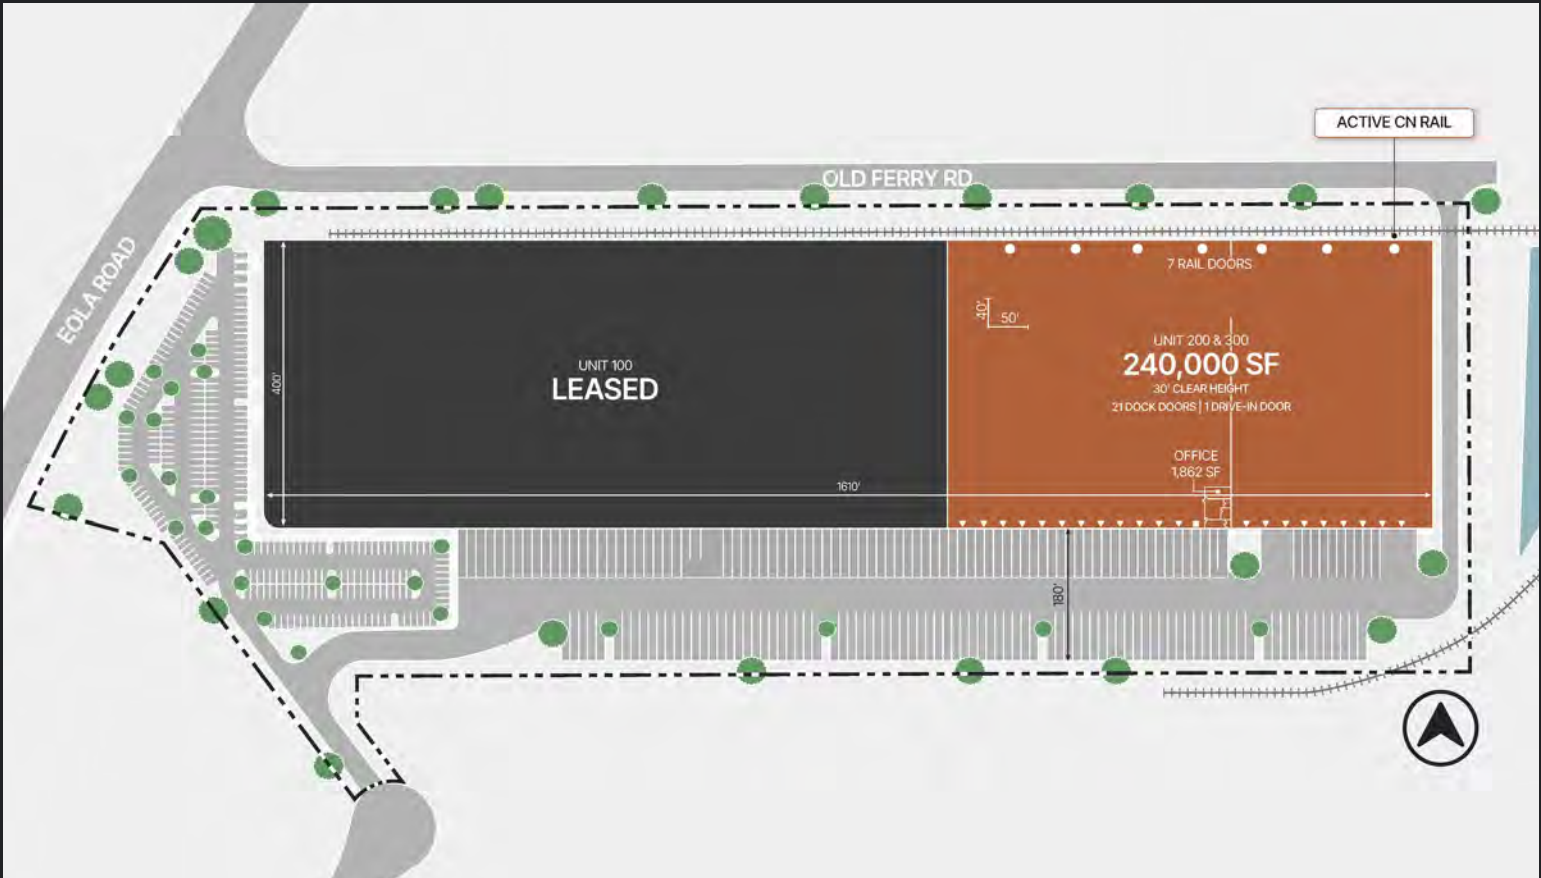 ACTIVE CN RAIL
OLD FERRY RD
EOLA ROAD
7 RAIL DOORS
40'
50'
UNIT 100
LEASED
400'
UNIT 200 & 300
240,000 SF
30' CLEAR HEIGHT
21 DOCK DOORS | 1 DRIVE-IN DOOR
OFFICE
1,862 SF
1610'
180'